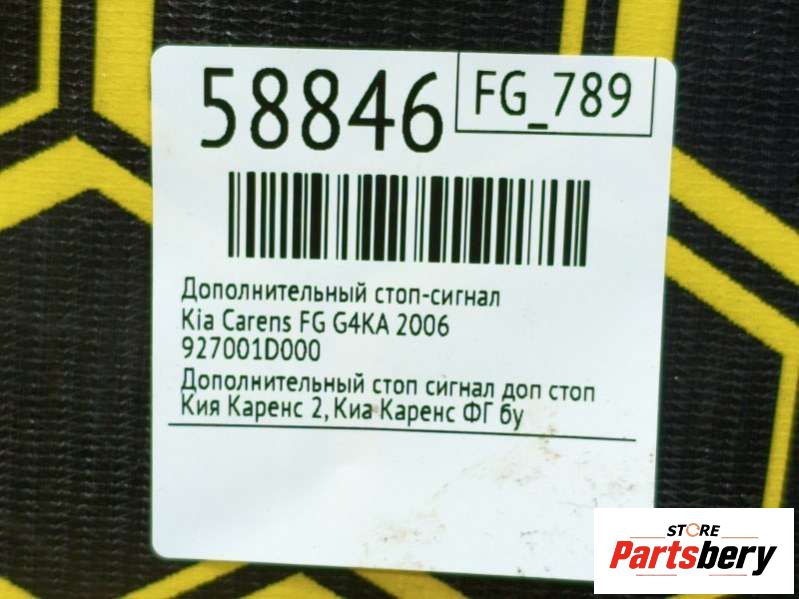 58846
FG_789
Дополнительный стоп-сигнал
Kia Carens FG G4KA 2006
927001D000
Дополнительный стоп сигнал доп стоп
Кия Каренс 2, Киа Каренс ФГ бу
STORE
Partsbery